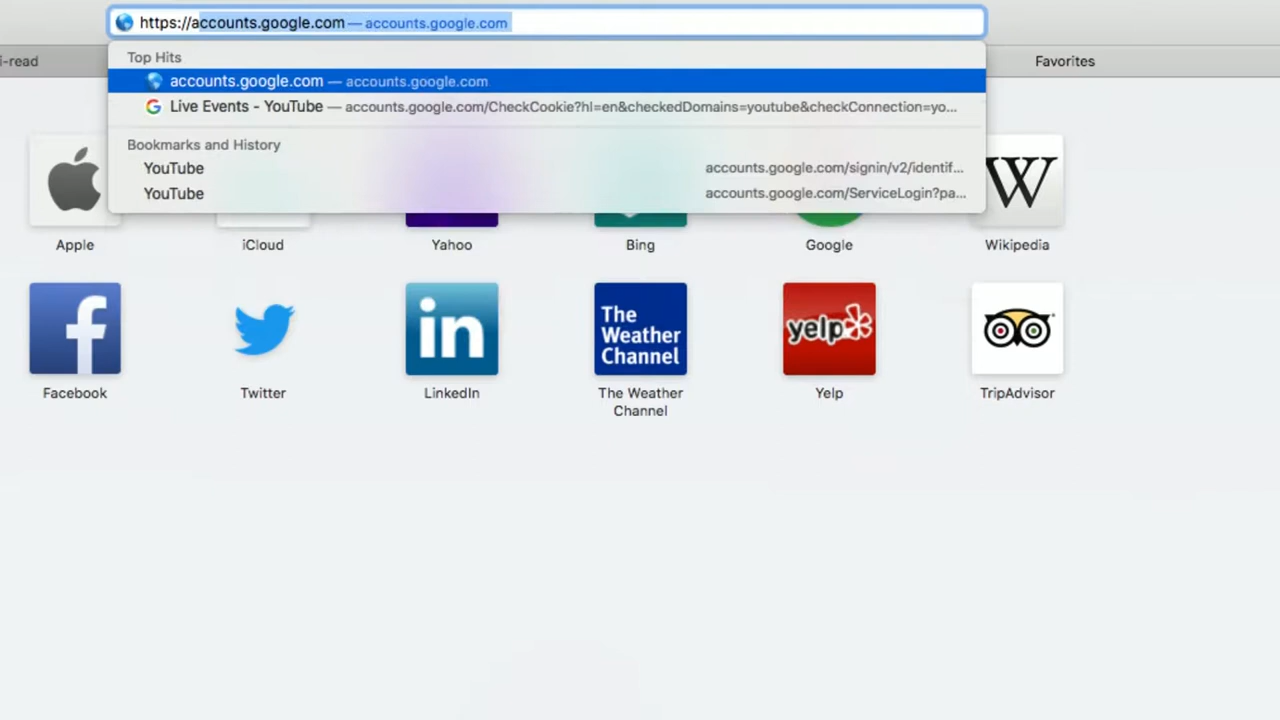 https://accounts.google.com — accounts.google.com
i-read
Favorites
Top Hits
accounts.google.com — accounts.google.com
Live Events - YouTube — accounts.google.com/CheckCookie?hl=en&checkedDomains=youtube&checkConnection=yo...
Bookmarks and History
YouTube accounts.google.com/signin/v2/identif...
YouTube accounts.google.com/ServiceLogin?pa...
W
Apple
iCloud
Yahoo
Bing
Google
Wikipedia
f
in
The
Weather
Channel
yelp
Facebook
Twitter
LinkedIn
The Weather
Channel
Yelp
TripAdvisor